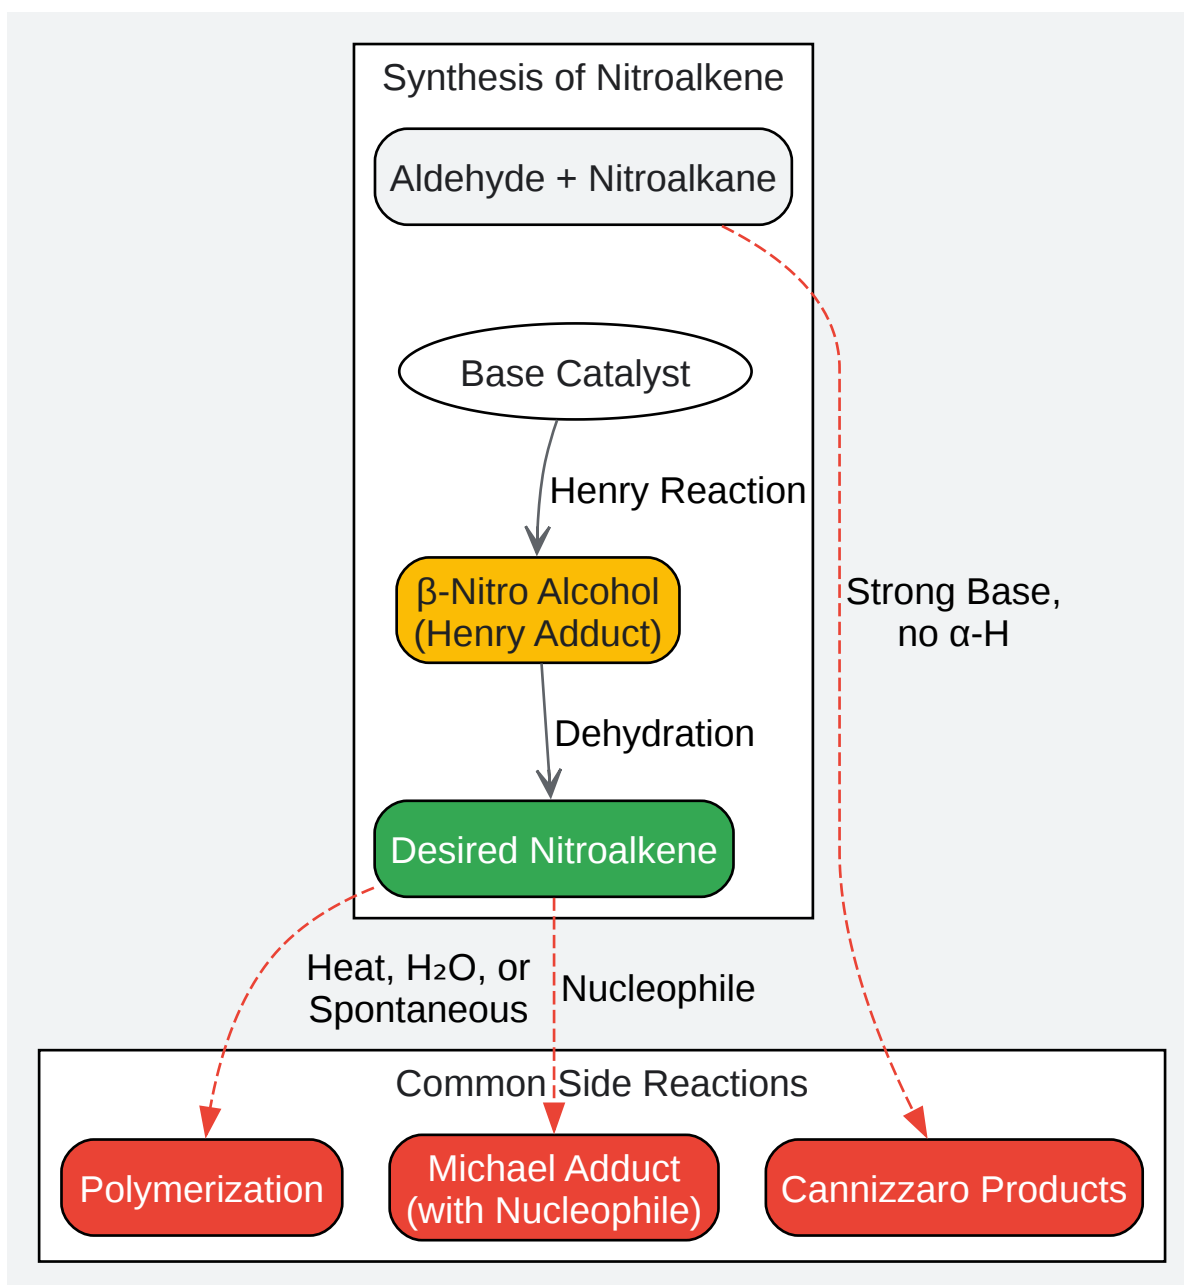 Synthesis of Nitroalkene
Aldehyde + Nitroalkane
Base Catalyst
Henry Reaction
β-Nitro Alcohol
(Henry Adduct)
Strong Base,
no α-H
Dehydration
Desired Nitroalkene
Heat, H₂O, or
Spontaneous
Nucleophile
Common Side Reactions
Polymerization
Michael Adduct
(with Nucleophile)
Cannizzaro Products